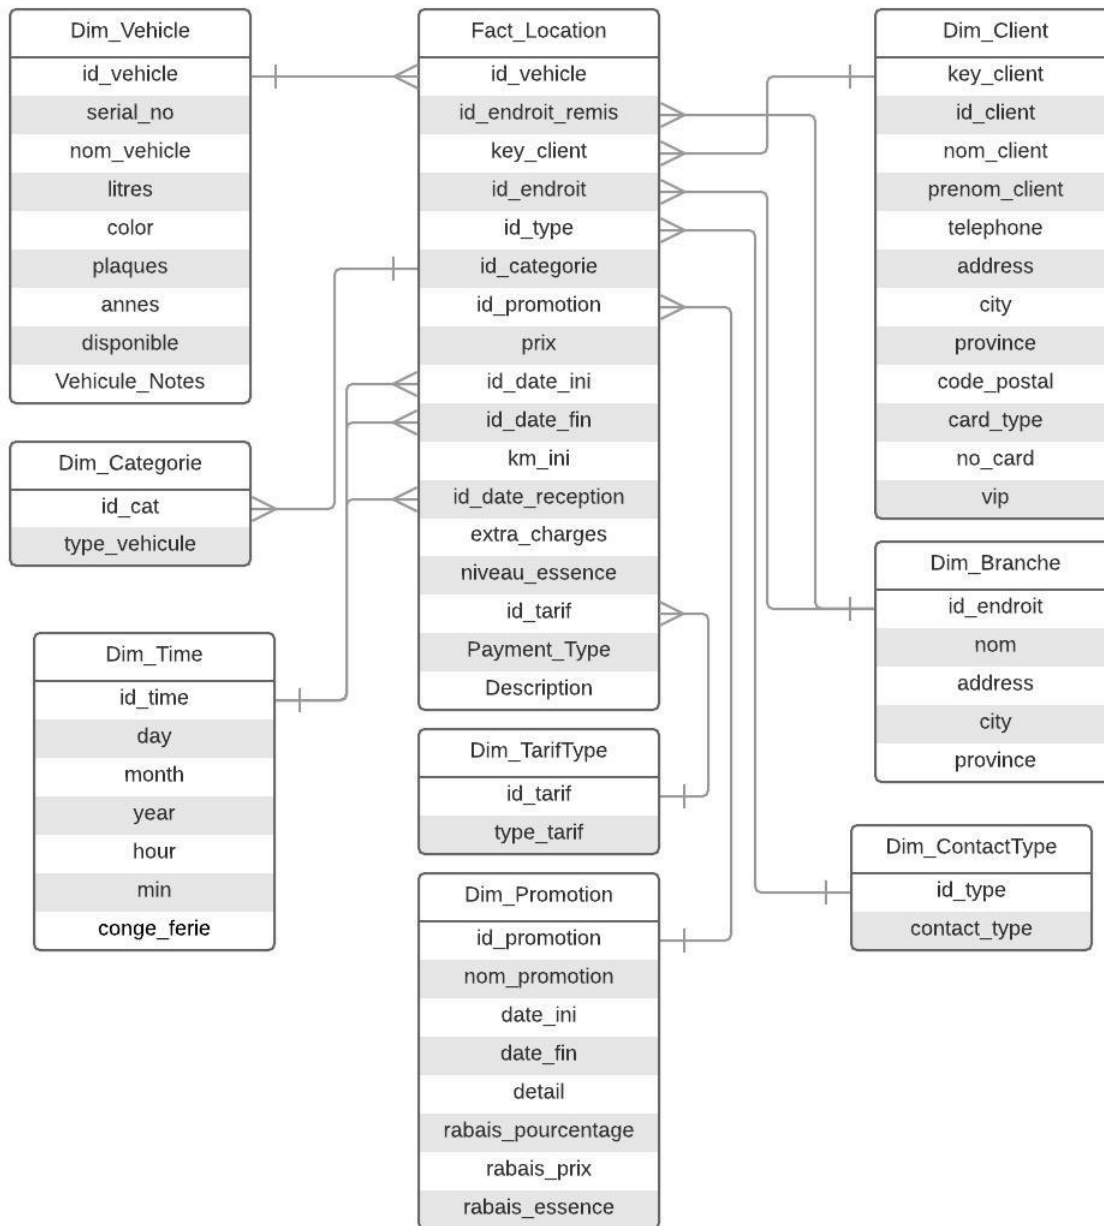 Dim_Vehicle
id_vehicle
serial_no
nom_vehicle
litres
color
plaques
annes
disponible
Vehicule_Notes
Dim_Categorie
id_cat
type_vehicule
Dim_Time
id_time
day
month
year
hour
min
conge_ferie
Fact_Location
id_vehicle
id_endroit_remis
key_client
id_endroit
id_type
id_categorie
id_promotion
prix
id_date_ini
id_date_fin
km_ini
id_date_reception
extra_charges
niveau_essence
id_tarif
Payment_Type
Description
Dim_TarifType
id_tarif
type_tarif
Dim_Promotion
id_promotion
nom_promotion
date_ini
date_fin
detail
rabais_pourcentage
rabais_prix
rabais_essence
Dim_Client
key_client
id_client
nom_client
prenom_client
telephone
address
city
province
code_postal
card_type
no_card
vip
Dim_Branche
id_endroit
nom
address
city
province
Dim_ContactType
id_type
contact_type